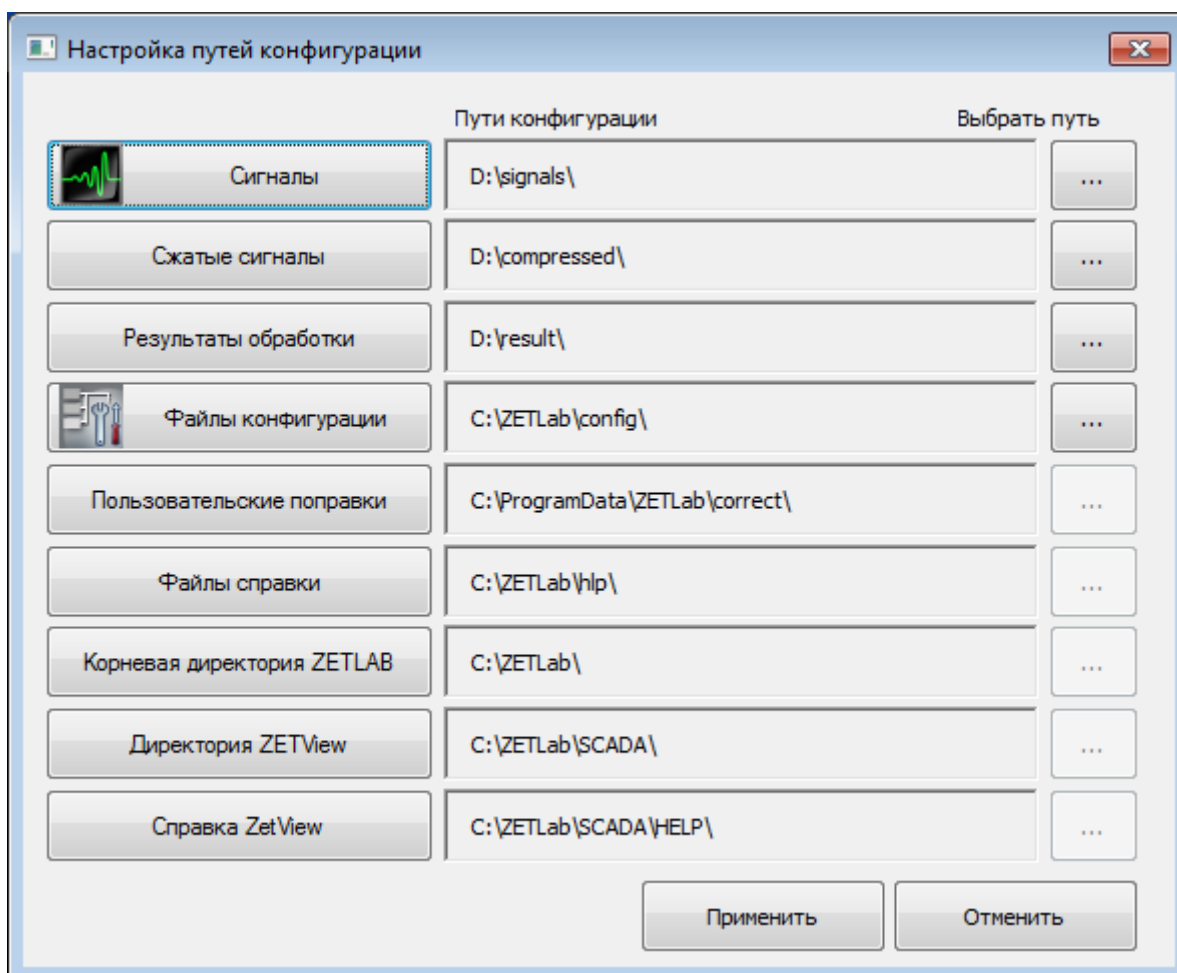 Настройка путей конфигурации
Пути конфигурации Выбрать путь
Сигналы D:\signals\ ...
Сжатые сигналы D:\compressed\ ...
Результаты обработки D:\result\ ...
Файлы конфигурации C:\ZETLab\config\ ...
Пользовательские поправки C:\ProgramData\ZETLab\correct\ ...
Файлы справки C:\ZETLab\hlp\ ...
Корневая директория ZETLAB C:\ZETLab\ ...
Директория ZETView C:\ZETLab\SCADA\ ...
Справка ZetView C:\ZETLab\SCADA\HELP\ ...
Применить Отменить